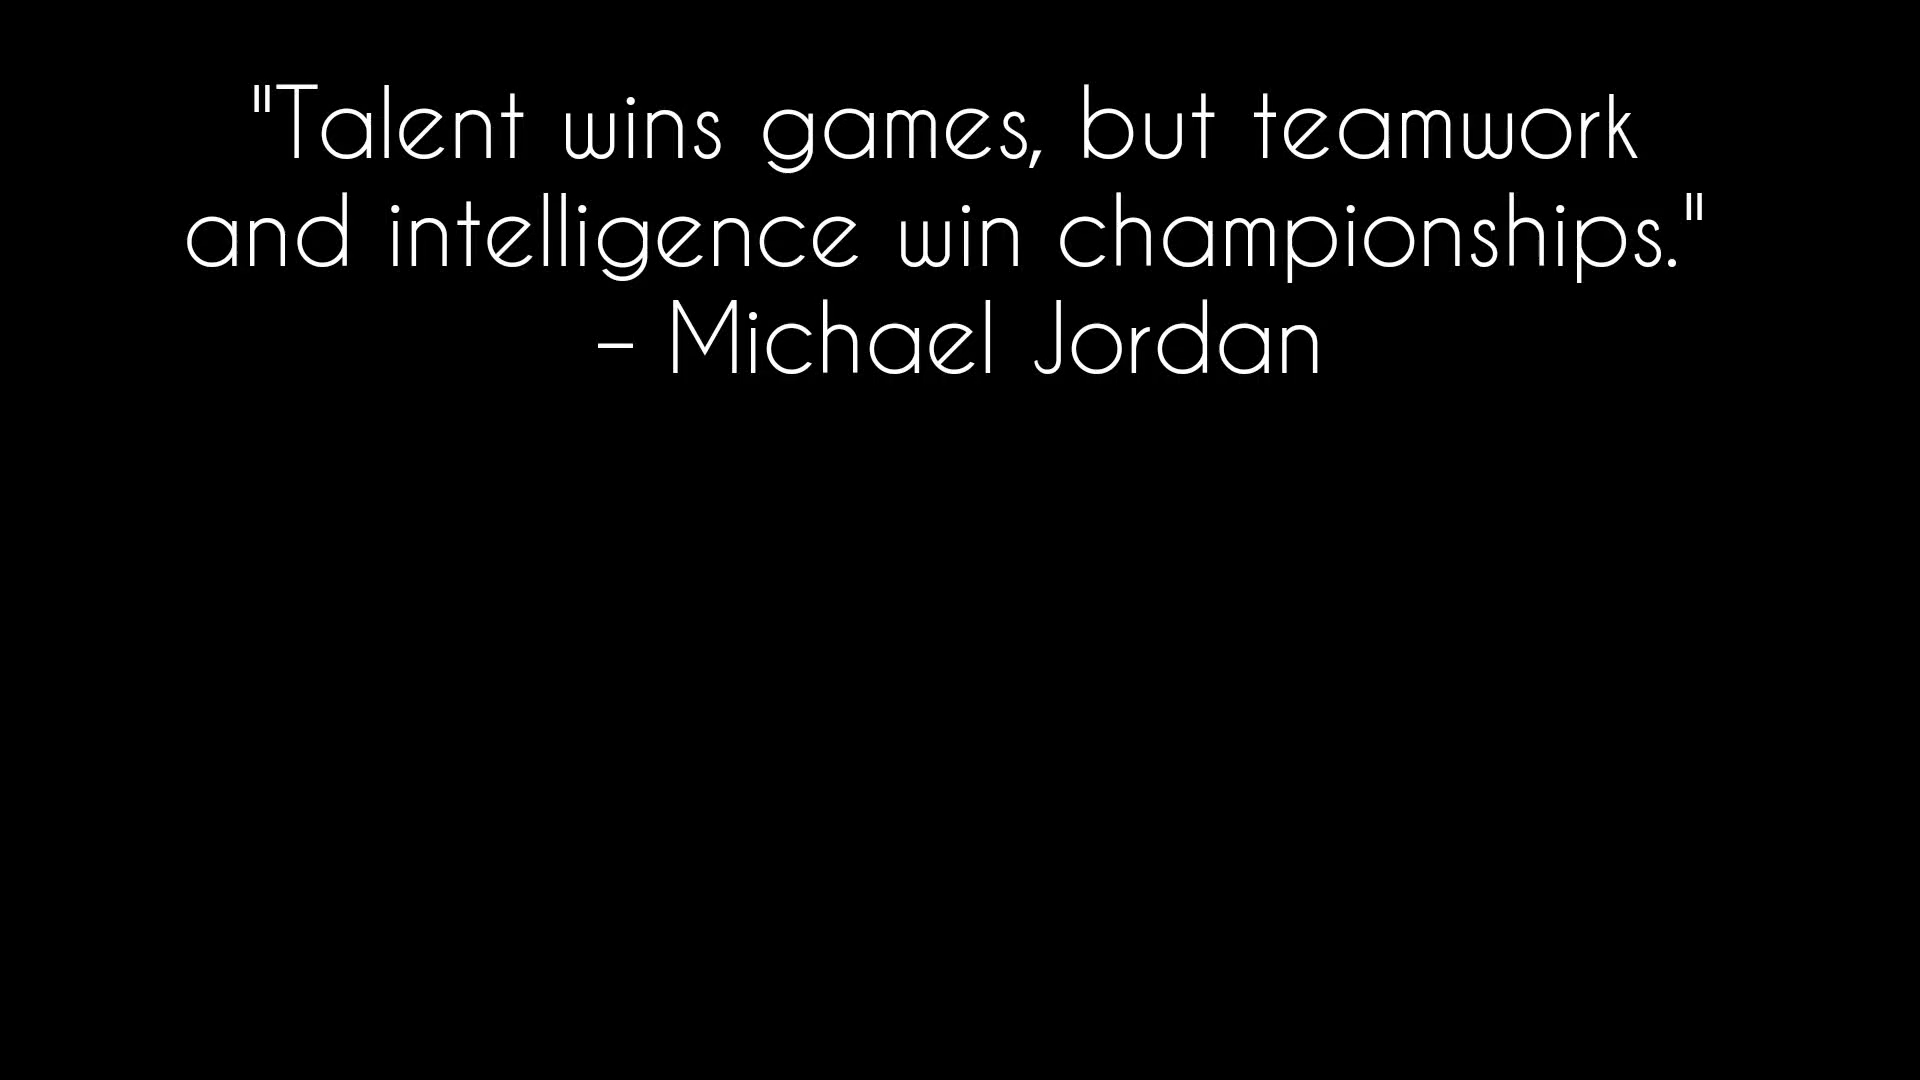 "Talent wins games, but teamwork
and intelligence win championships."
– Michael Jordan